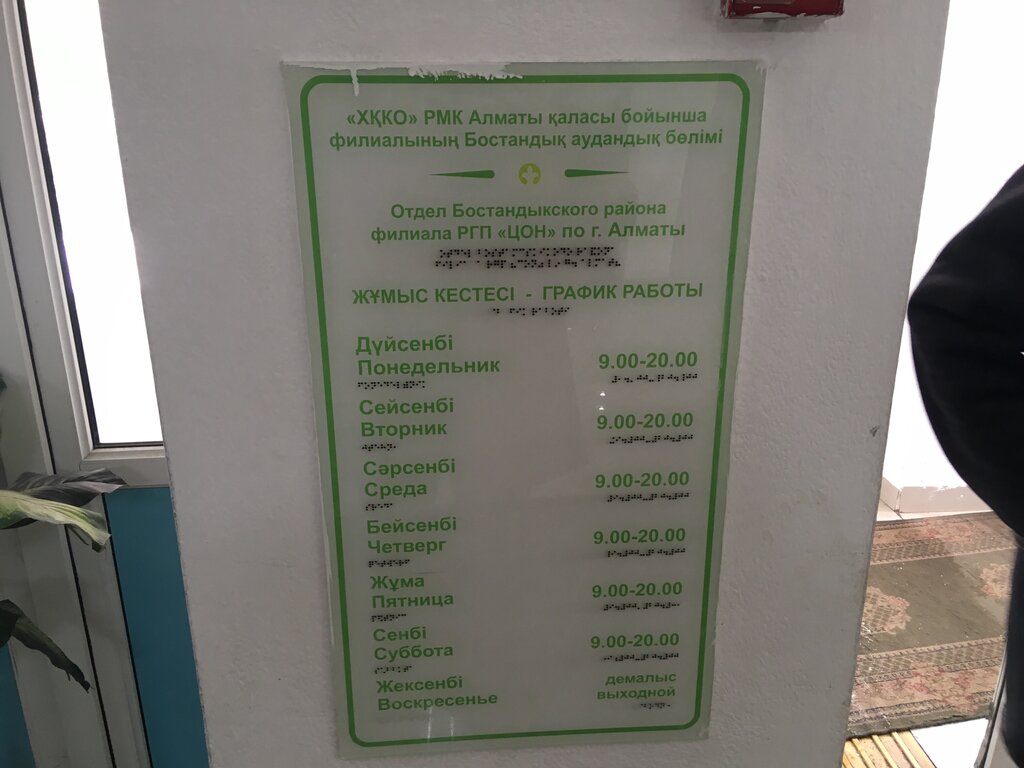 «ХҚКО» РМК Алматы қаласы бойынша
филиалының Бостандық аудандық бөлімі
Отдел Бостандыкского района
филиала РГП «ЦОН» по г. Алматы
ЖҰМЫС КЕСТЕСІ - ГРАФИК РАБОТЫ
Дүйсенбі
Понедельник 9.00-20.00
Сейсенбі
Вторник 9.00-20.00
Сәрсенбі
Среда 9.00-20.00
Бейсенбі
Четверг 9.00-20.00
Жұма
Пятница 9.00-20.00
Сенбі
Суббота 9.00-20.00
Жексенбі демалыс
Воскресенье выходной